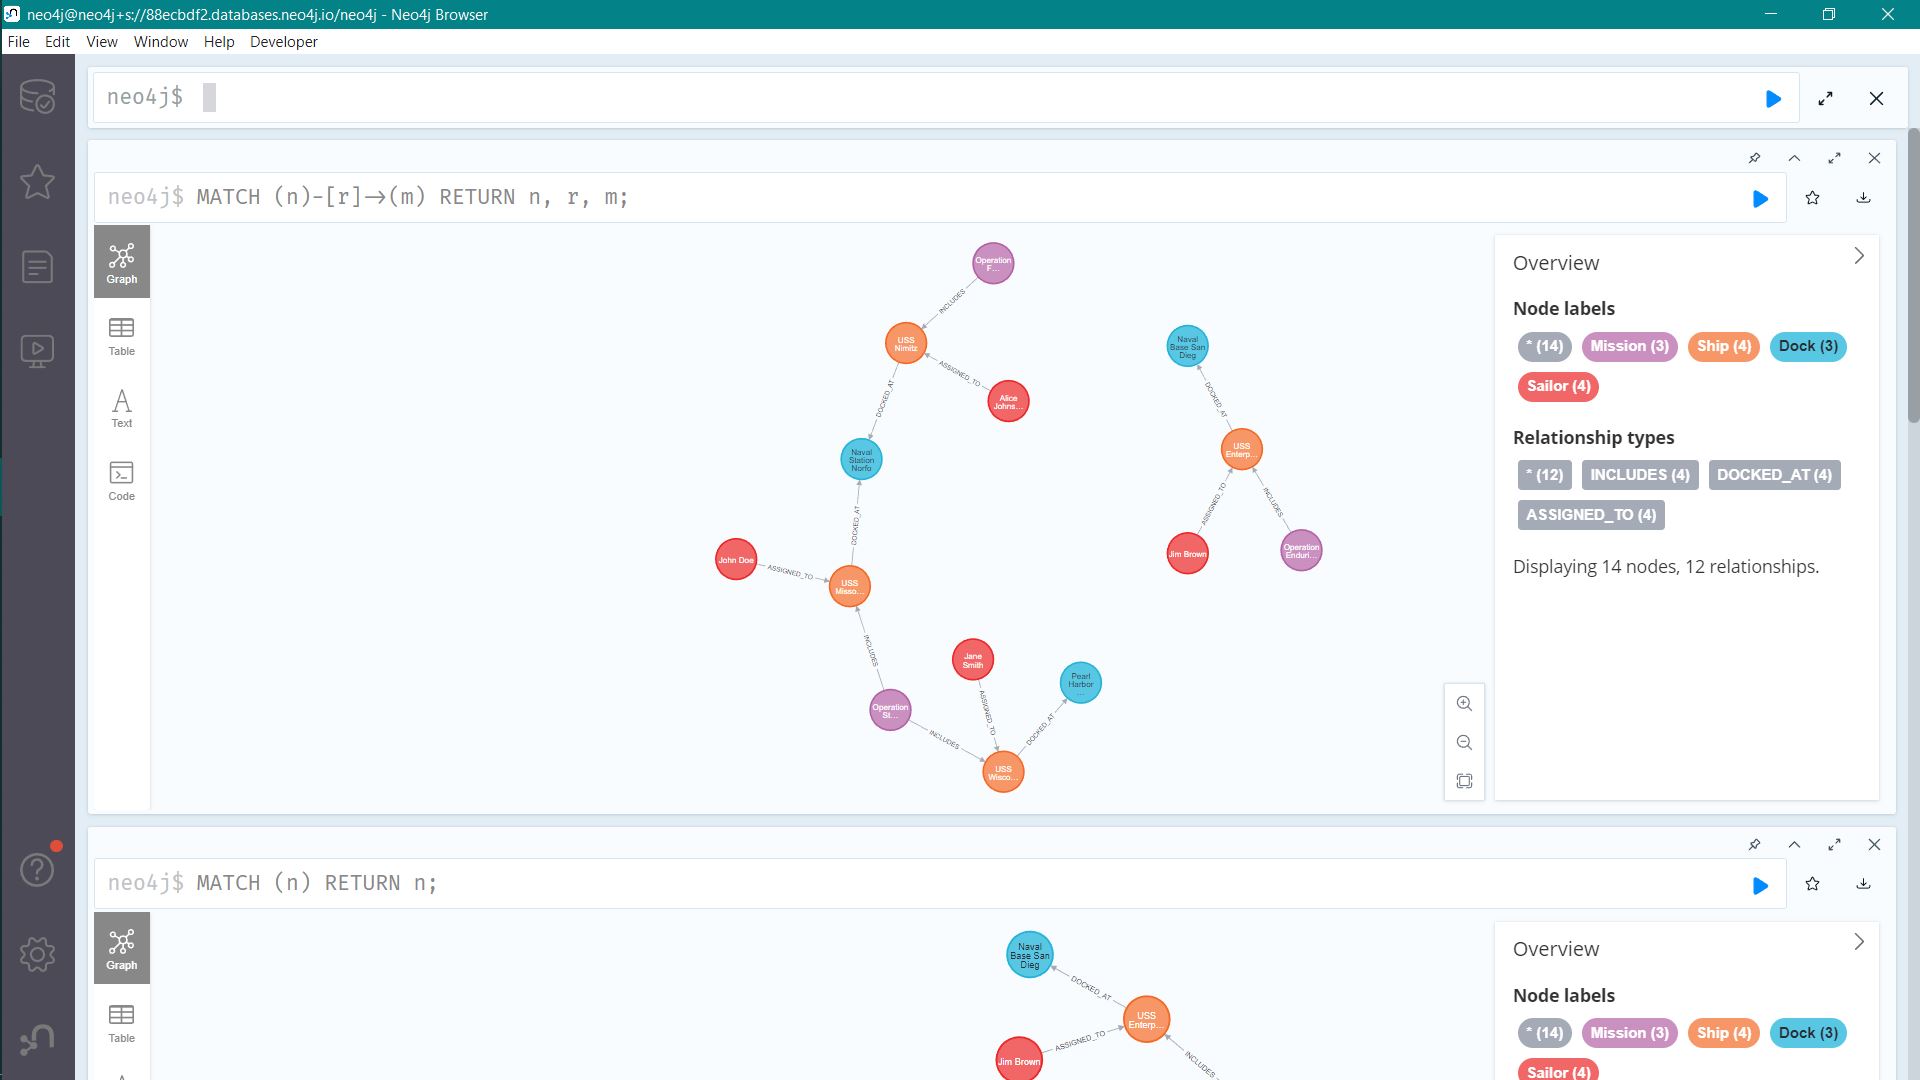 neo4j@neo4j+s://88ecbdf2.databases.neo4j.io/neo4j - Neo4j Browser
File Edit View Window Help Developer
neo4j$
neo4j$ MATCH (n)-[r]→(m) RETURN n, r, m;
Graph
Table
Text
Code
Operation
F...
INCLUDES
USS
Nimitz
ASSIGNED_TO
Alice
Johns...
DOCKED_AT
Naval
Station
Norfo
DOCKED_AT
John Doe
ASSIGNED_TO
USS
Misso...
INCLUDES
Operation
St...
INCLUDES
Jane
Smith
ASSIGNED_TO
USS
Wisco...
DOCKED_AT
Pearl
Harbor
...
Naval
Base San
Dieg
DOCKED_AT
USS
Enterp...
ASSIGNED_TO
Jim Brown
INCLUDES
Operation
Enduri...
Overview
Node labels
* (14) Mission (3) Ship (4) Dock (3)
Sailor (4)
Relationship types
* (12) INCLUDES (4) DOCKED_AT (4)
ASSIGNED_TO (4)
Displaying 14 nodes, 12 relationships.
neo4j$ MATCH (n) RETURN n;
Graph
Table
Naval
Base San
Dieg
DOCKED_AT
USS
Enterp...
ASSIGNED_TO
Jim Brown
INCLUDES
Overview
Node labels
* (14) Mission (3) Ship (4) Dock (3)
Sailor (4)